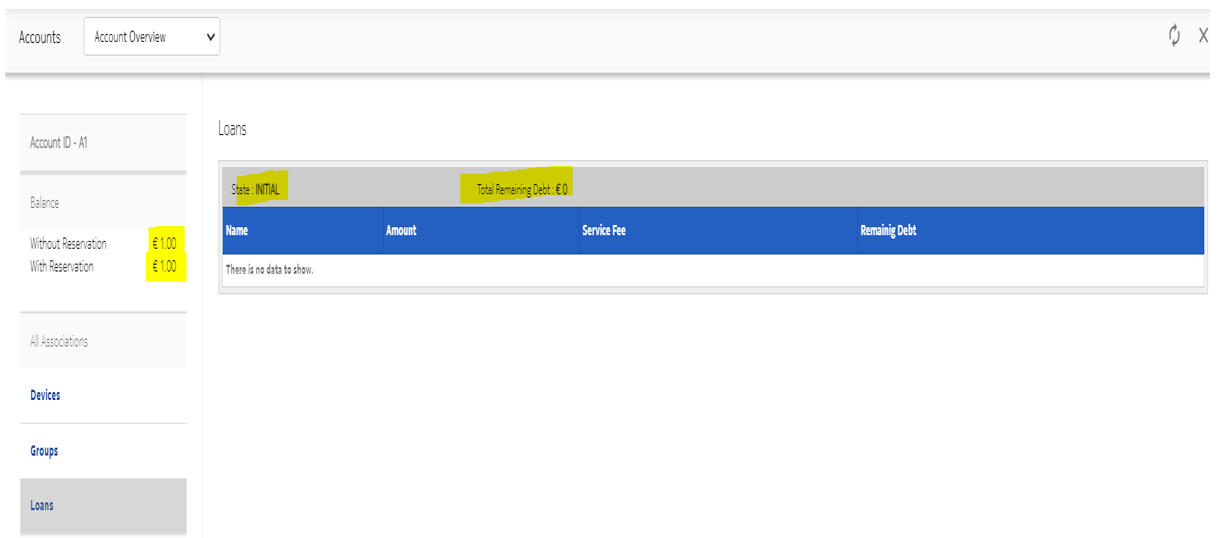 Accounts
Account Overview
Account ID - A1
Balance
Without Reservation € 1.00
With Reservation € 1.00
All Associations
Devices
Groups
Loans
Loans
State : INITIAL Total Remaining Debt : € 0
Name Amount Service Fee Remainig Debt
There is no data to show.